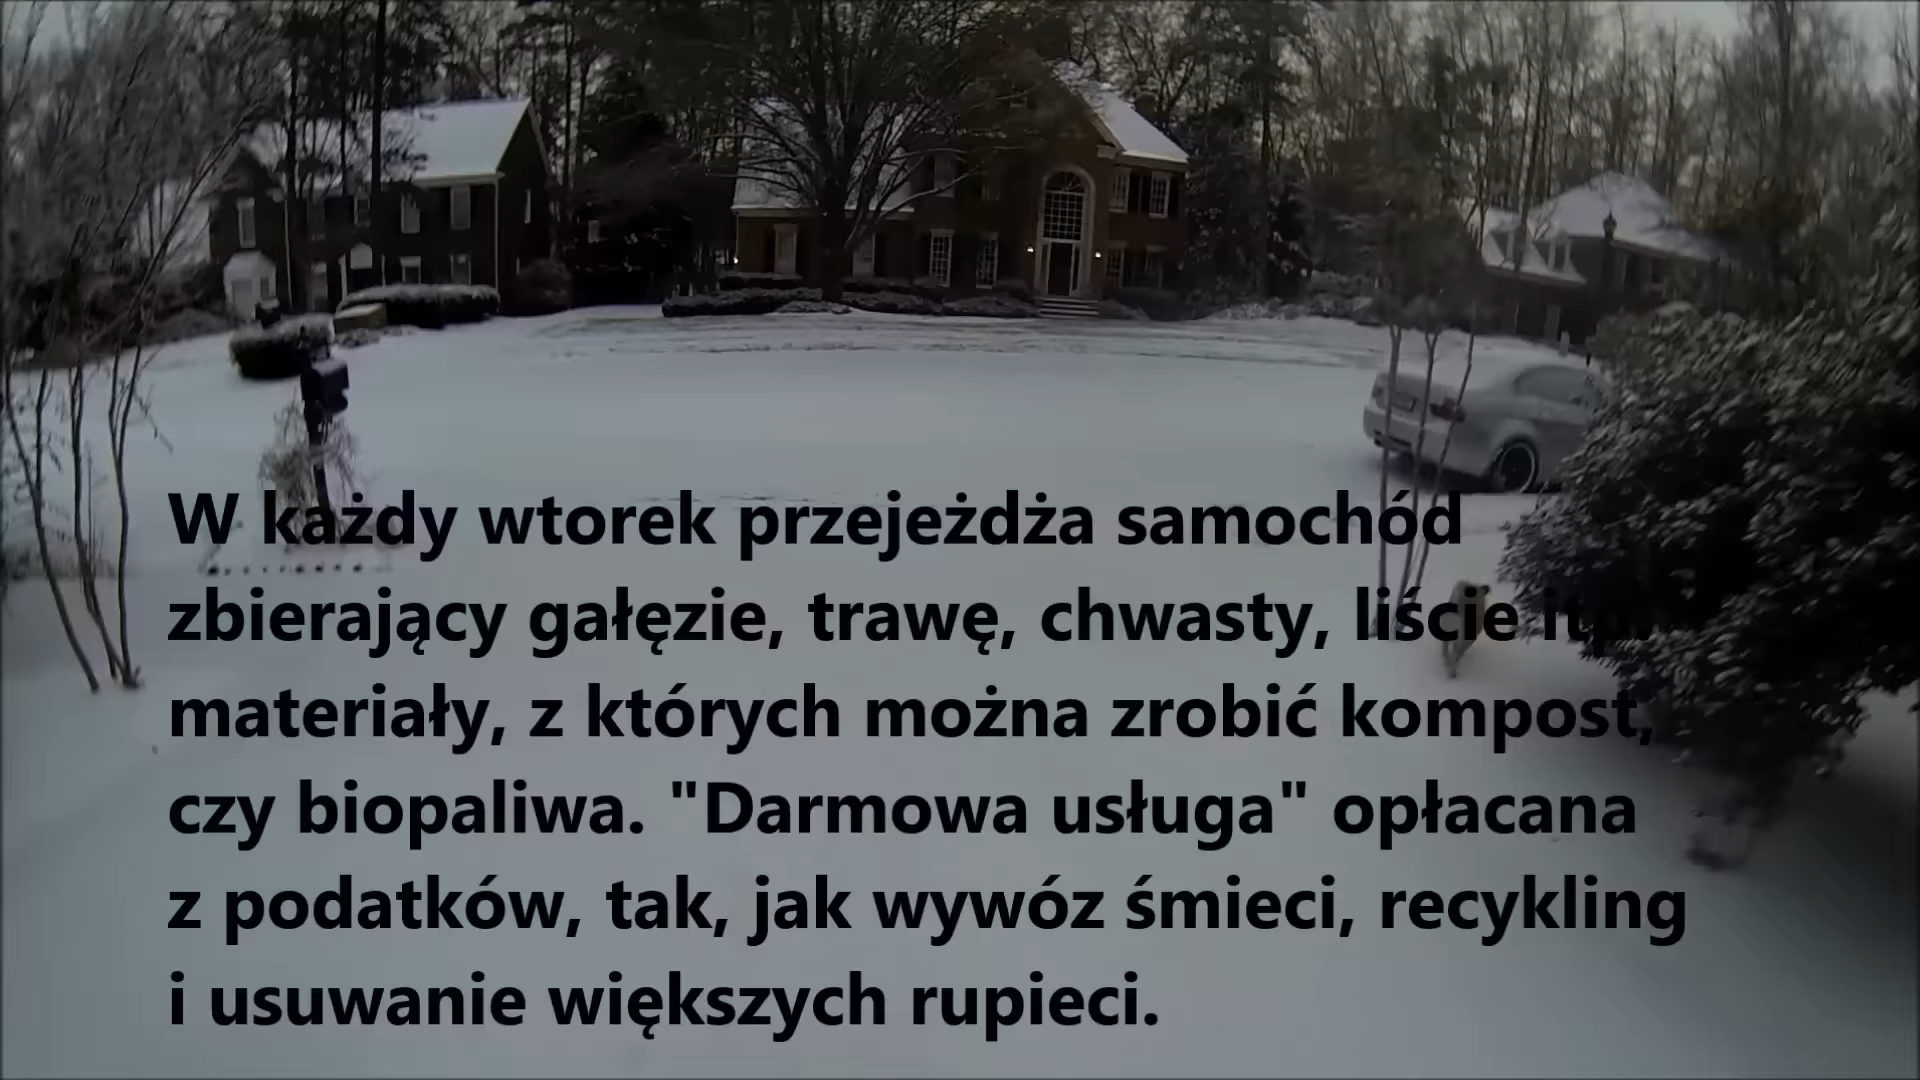 W każdy wtorek przejeżdża samochód
zbierający gałęzie, trawę, chwasty, liście itp.
materiały, z których można zrobić kompost,
czy biopaliwa. "Darmowa usługa" opłacana
z podatków, tak, jak wywóz śmieci, recykling
i usuwanie większych rupieci.